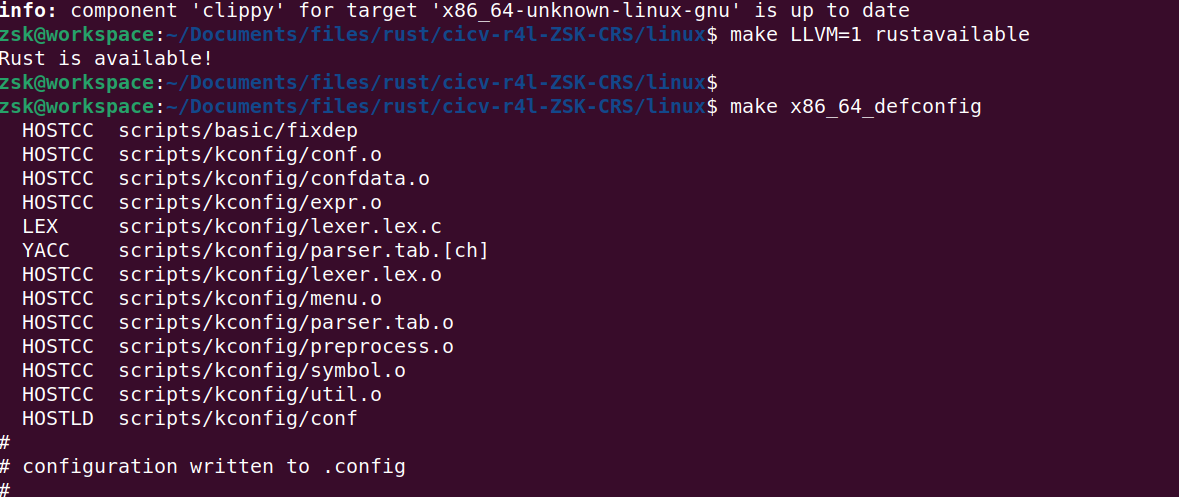 info: component 'clippy' for target 'x86_64-unknown-linux-gnu' is up to date
zsk@workspace:~/Documents/files/rust/cicv-r4l-ZSK-CRS/linux$ make LLVM=1 rustavailable
Rust is available!
zsk@workspace:~/Documents/files/rust/cicv-r4l-ZSK-CRS/linux$
zsk@workspace:~/Documents/files/rust/cicv-r4l-ZSK-CRS/linux$ make x86_64_defconfig
  HOSTCC  scripts/basic/fixdep
  HOSTCC  scripts/kconfig/conf.o
  HOSTCC  scripts/kconfig/confdata.o
  HOSTCC  scripts/kconfig/expr.o
  LEX     scripts/kconfig/lexer.lex.c
  YACC    scripts/kconfig/parser.tab.[ch]
  HOSTCC  scripts/kconfig/lexer.lex.o
  HOSTCC  scripts/kconfig/menu.o
  HOSTCC  scripts/kconfig/parser.tab.o
  HOSTCC  scripts/kconfig/preprocess.o
  HOSTCC  scripts/kconfig/symbol.o
  HOSTCC  scripts/kconfig/util.o
  HOSTLD  scripts/kconfig/conf
#
# configuration written to .config
#